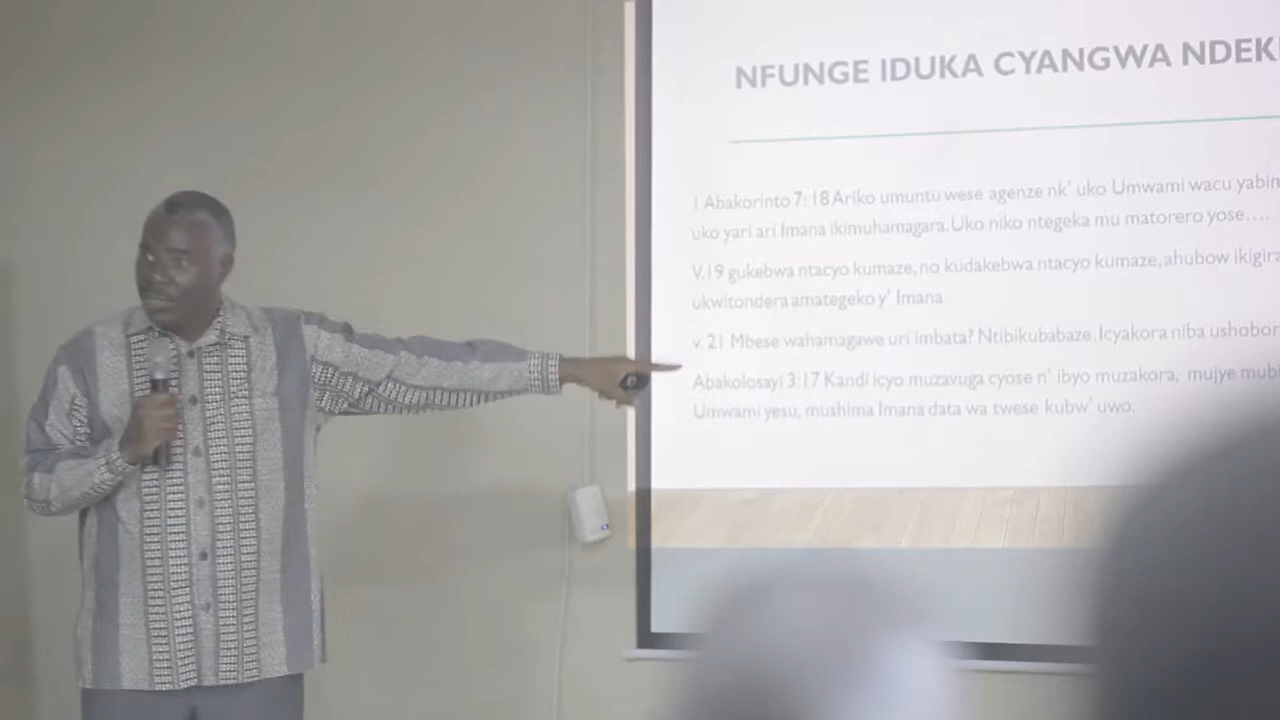 NFUNGE IDUKA CYANGWA NDEK
1 Abakorinto 7: 18 Ariko umuntu wese agenze nk' uko Umwami wacu yabim
uko yari ari Imana ikimuhamagara. Uko niko ntegeka mu matorero yose....
V.19 gukebwa ntacyo kumaze, no kudakebwa ntacyo kumaze, ahubow Ikigira
ukwitondera amategeko y' Imana
v. 21 Mbese wahamagawe uri imbata? Ntibikubabaze. Icyakora niba ushobor
Abakolosayi 3:17 Kandi icyo muzavuga cyose n' ibyo muzakora, mujye mubi
Umwami yesu, mushima Imana data wa twese kubw' uwo.